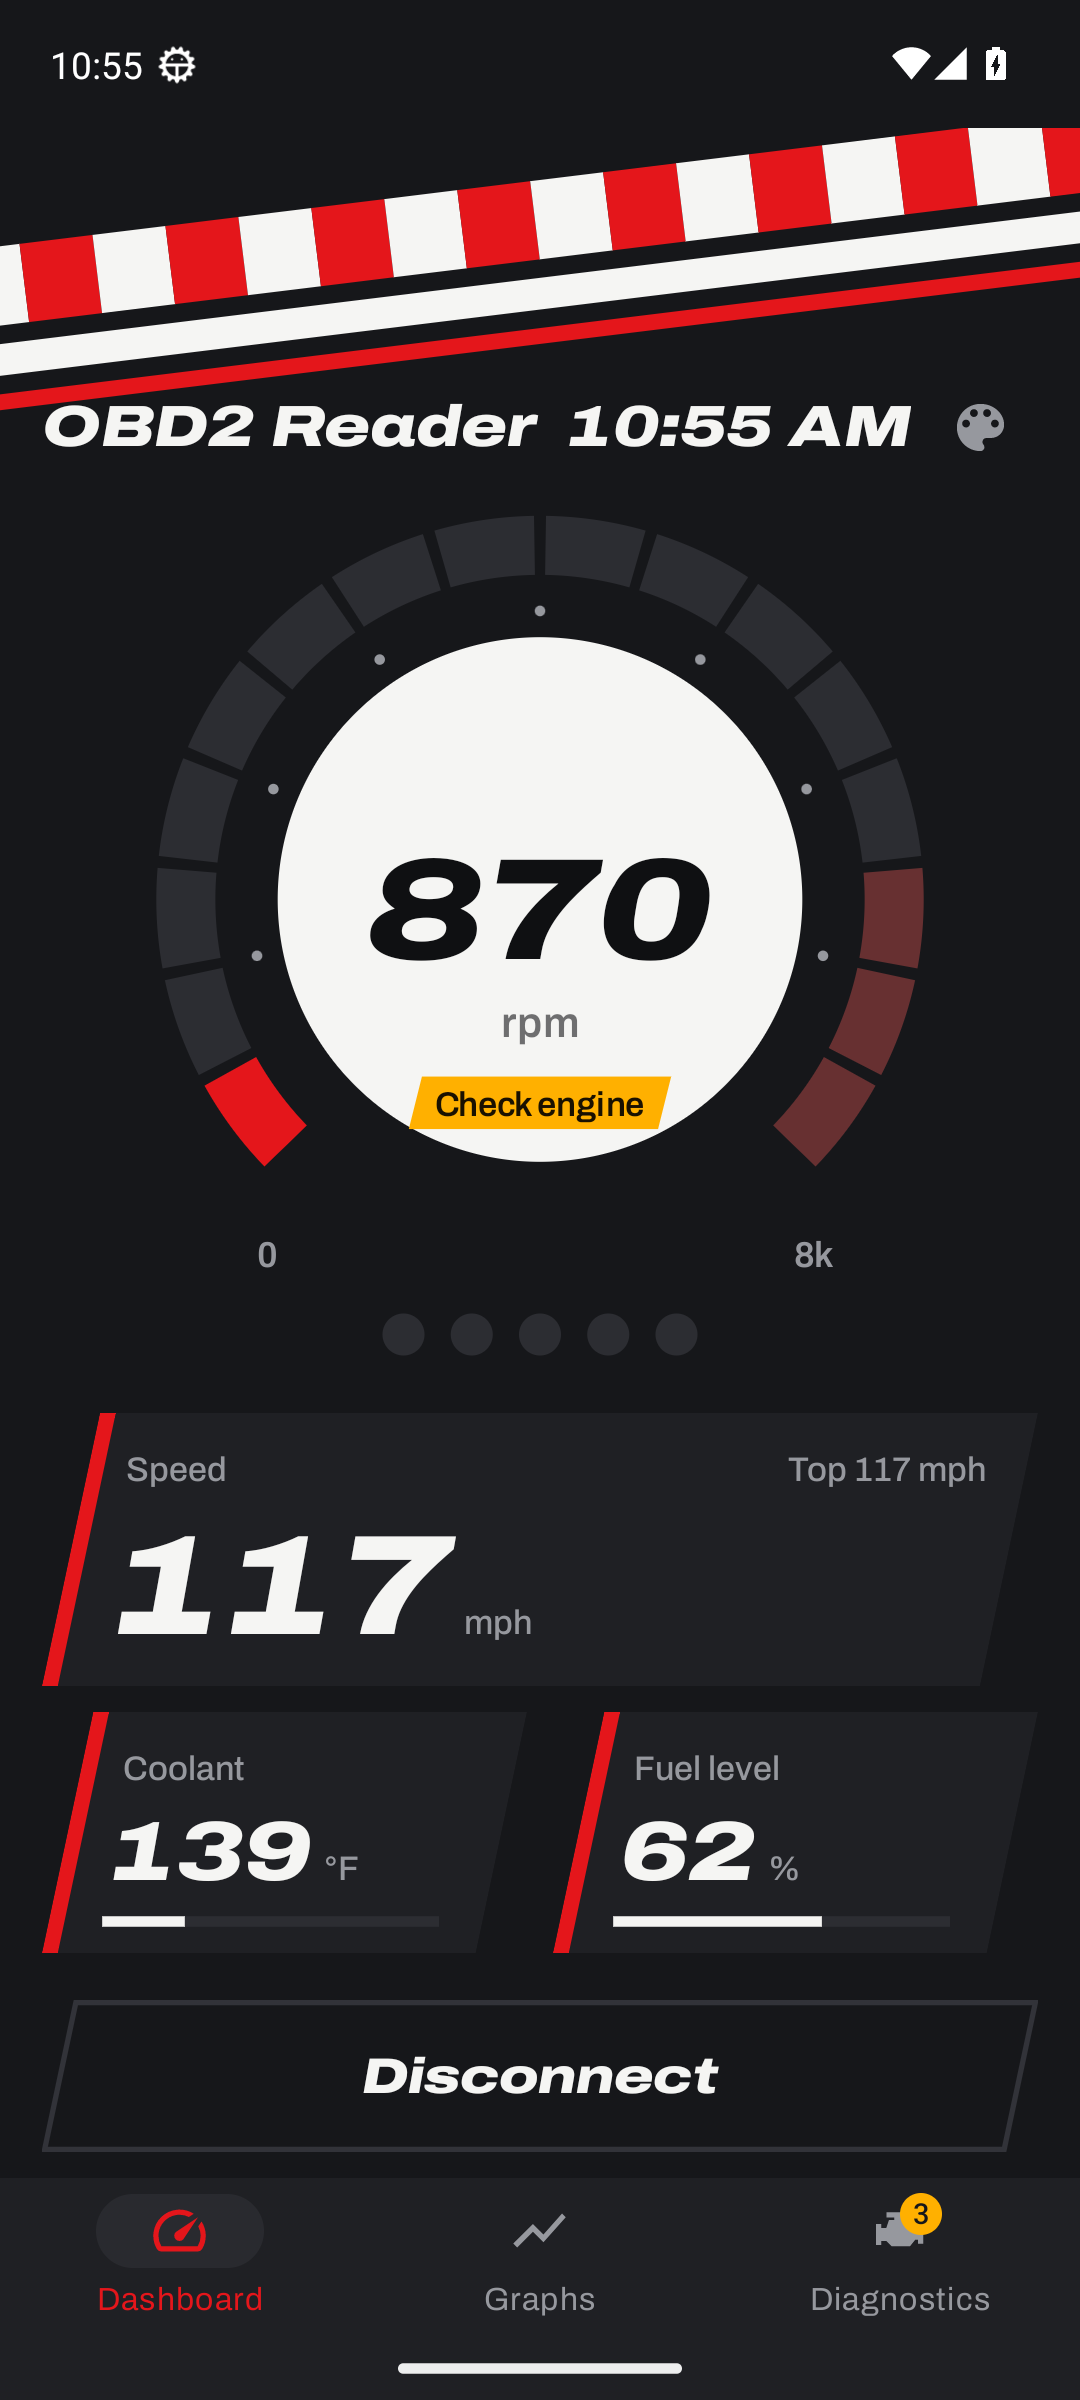 10:55
OBD2 Reader 10:55 AM
870
rpm
Check engine
0 8k
Speed Top 117 mph
117 mph
Coolant Fuel level
139 °F 62 %
Disconnect
3
Dashboard Graphs Diagnostics